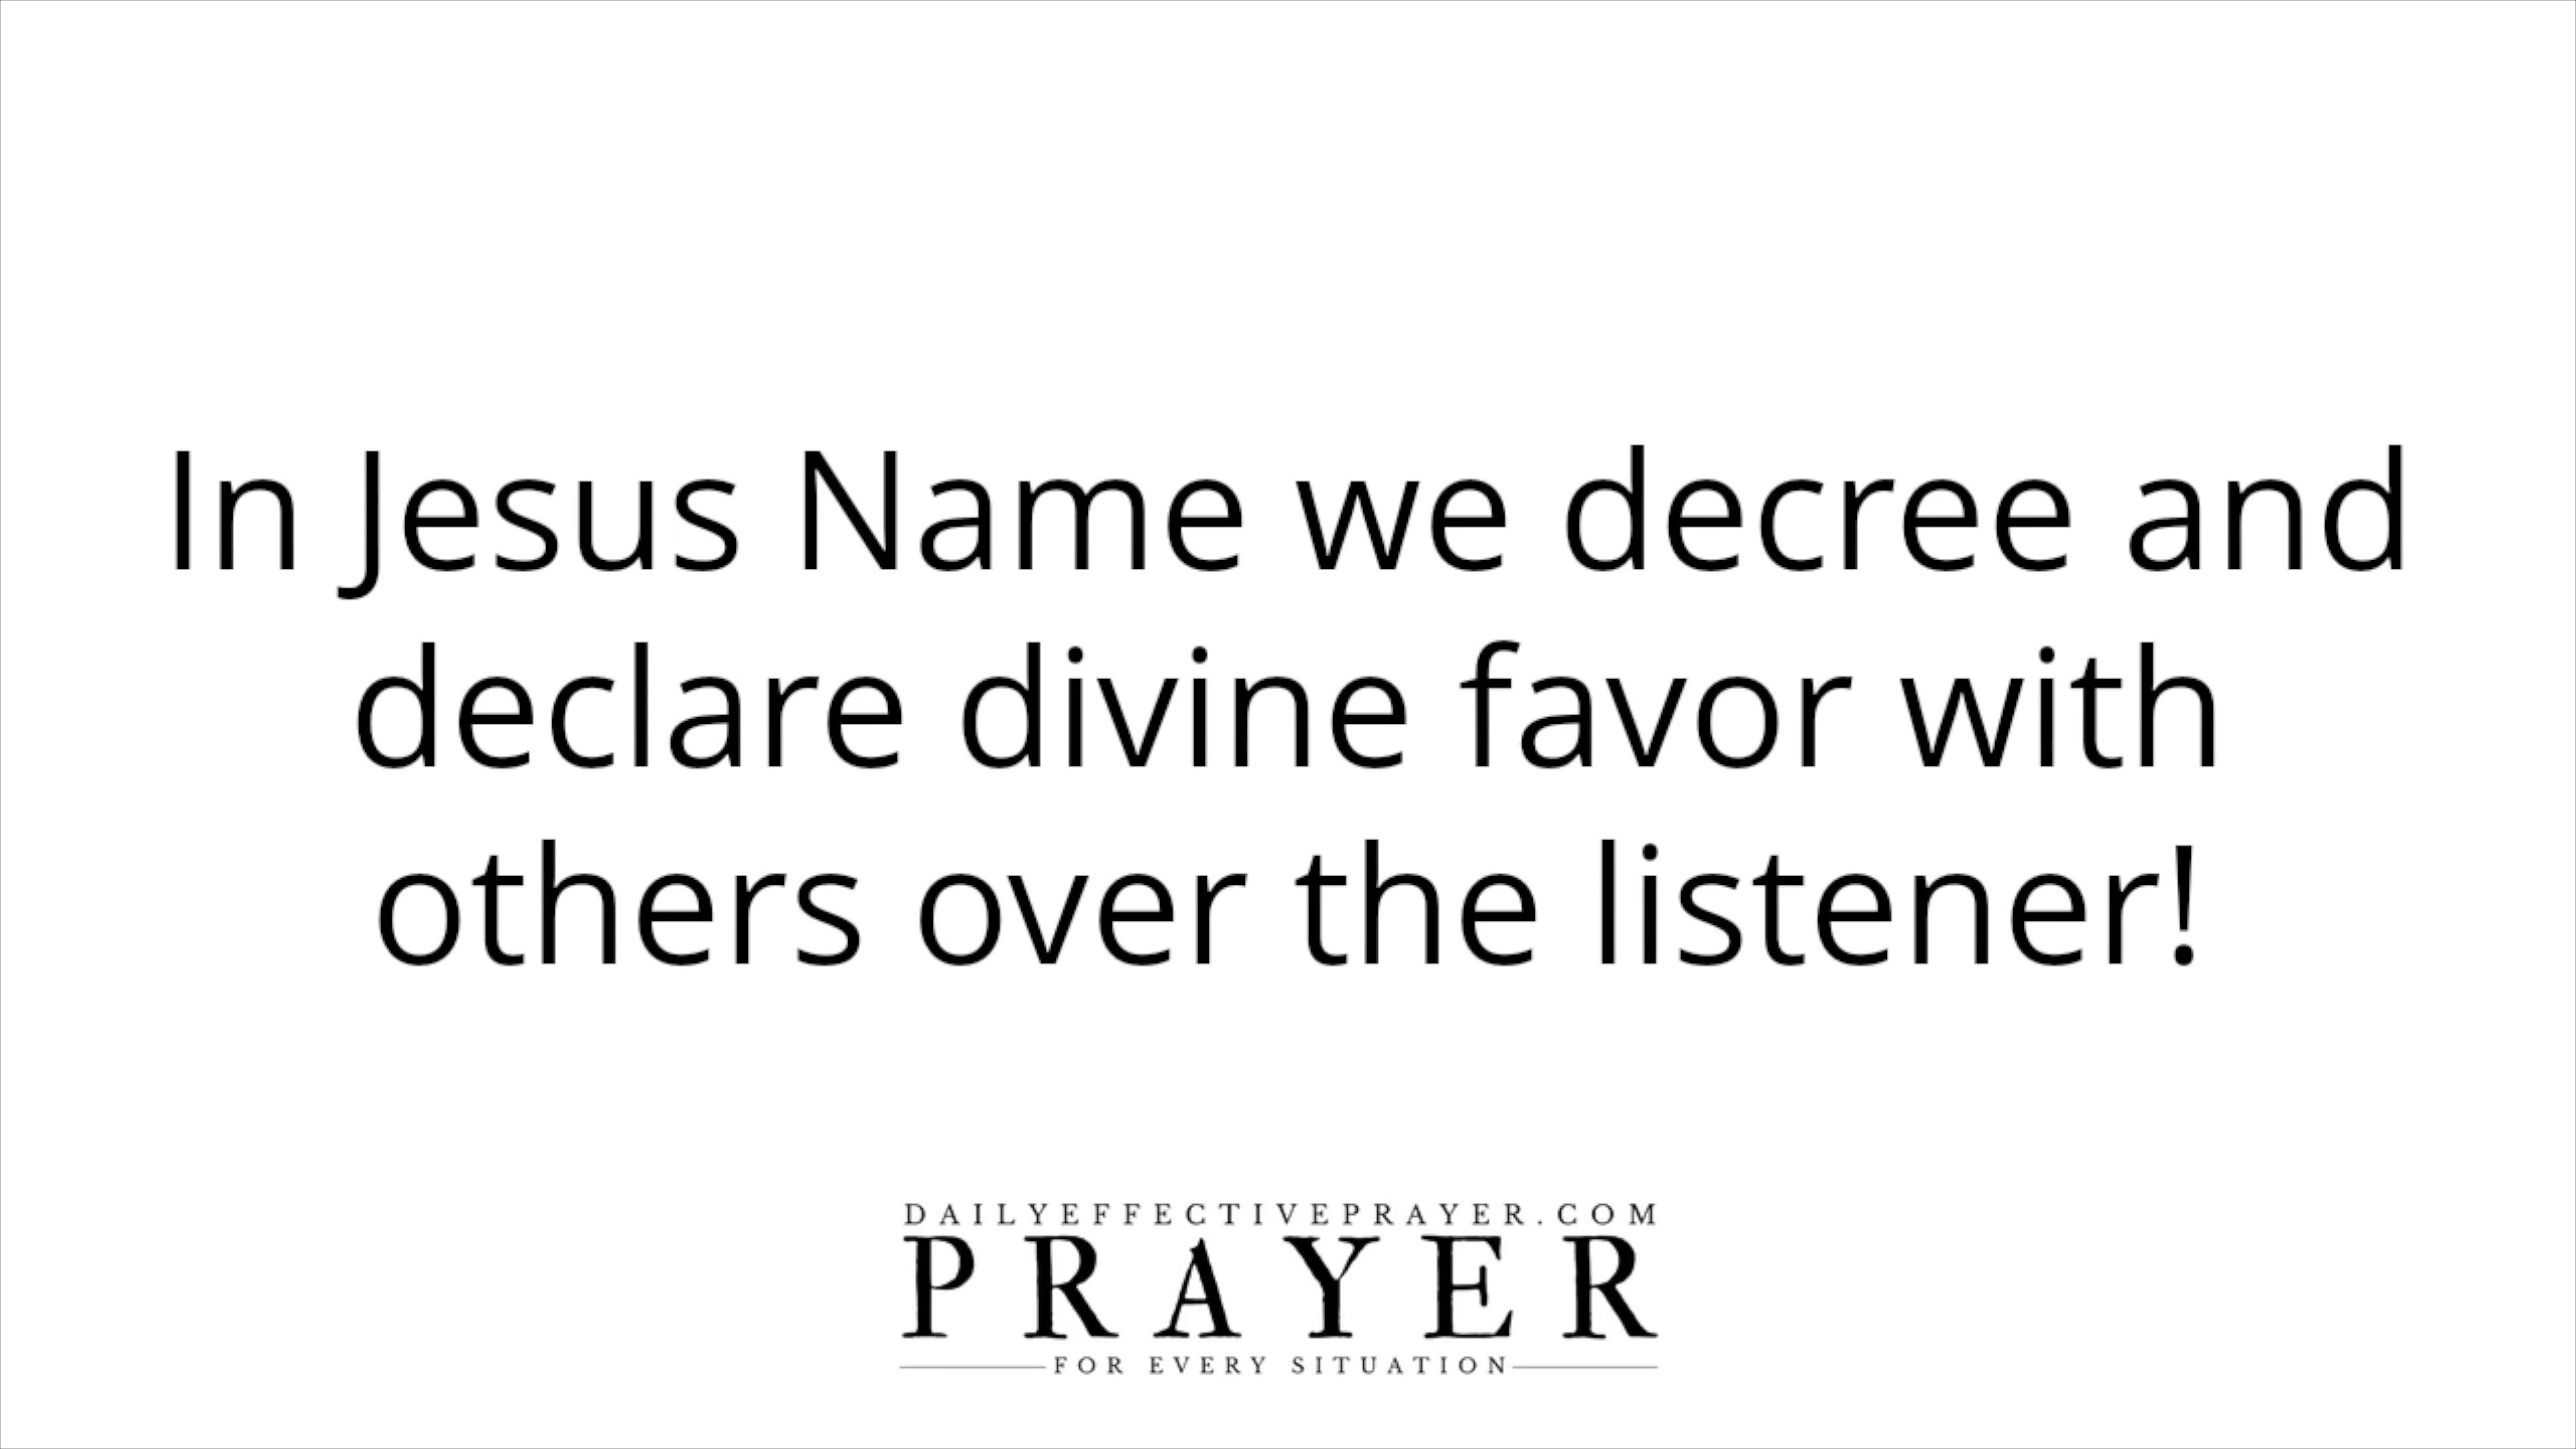 In Jesus Name we decree and
declare divine favor with
others over the listener!
DAILYEFFECTIVEPRAYER.COM
PRAYER
FOR EVERY SITUATION